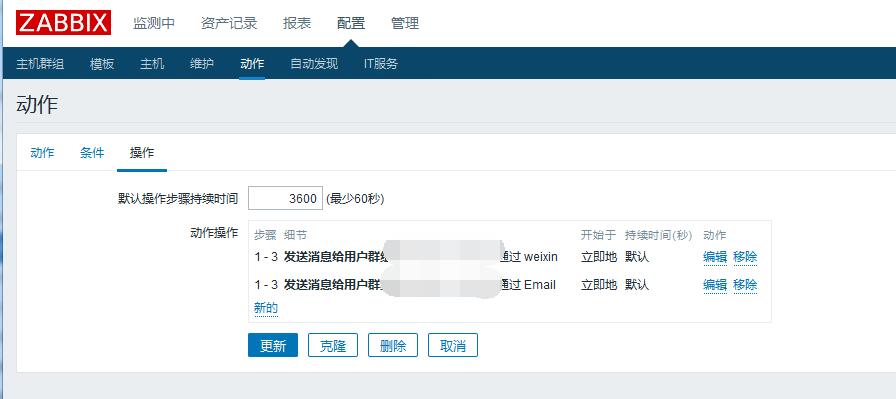 ZABBIX 监测中 资产记录 报表 配置 管理
主机群组 模板 主机 维护 动作 自动发现 IT服务
动作
动作 条件 操作
默认操作步骤持续时间 3600 (最少60秒)
动作操作 步骤 细节 开始于 持续时间(秒) 动作
1 - 3 发送消息给用户群组 通过 weixin 立即地 默认 编辑 移除
1 - 3 发送消息给用户群 通过 Email 立即地 默认 编辑 移除
新的
更新 克隆 删除 取消